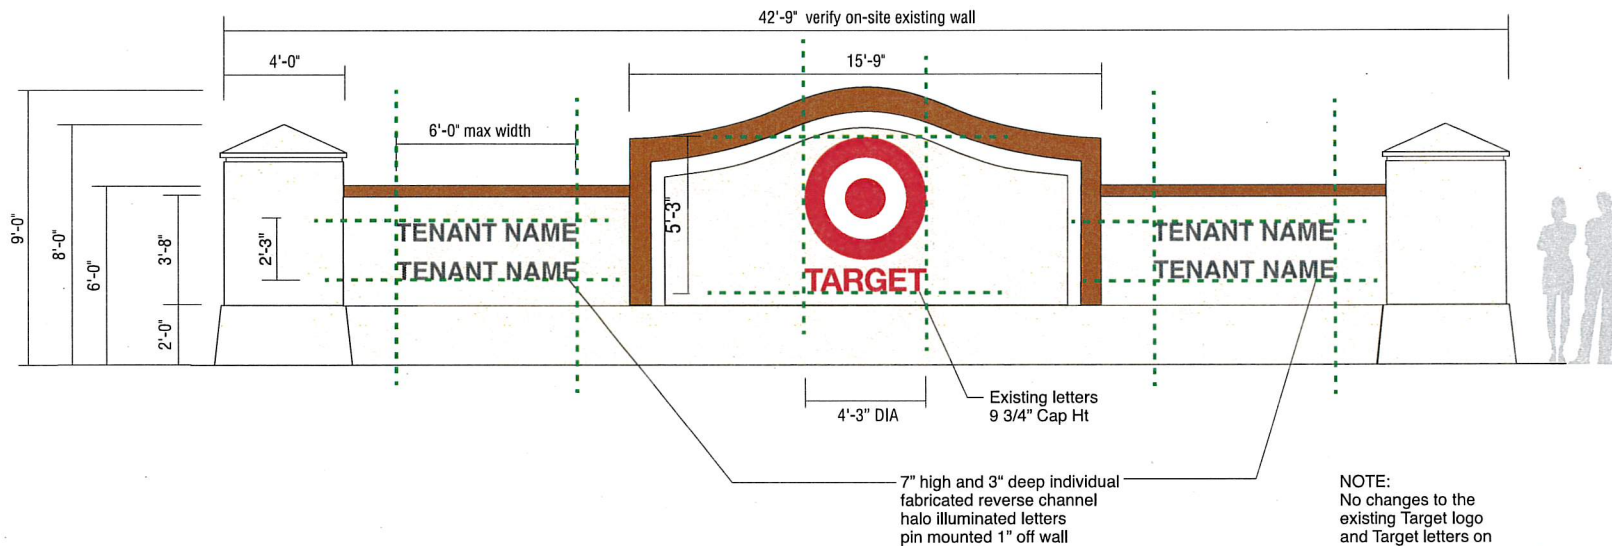 42'-9" verify on-site existing wall
4'-0"
15'-9"
6'-0" max width
9'-0"
8'-0"
6'-0"
3'-8"
2'-0"
2'-3"
5'-3"
TENANT NAME
TENANT NAME
TARGET
TENANT NAME
TENANT NAME
4'-3" DIA
Existing letters
9 3/4" Cap Ht
7" high and 3" deep individual
fabricated reverse channel
halo illuminated letters
pin mounted 1" off wall
NOTE:
No changes to the
existing Target logo
and Target letters on